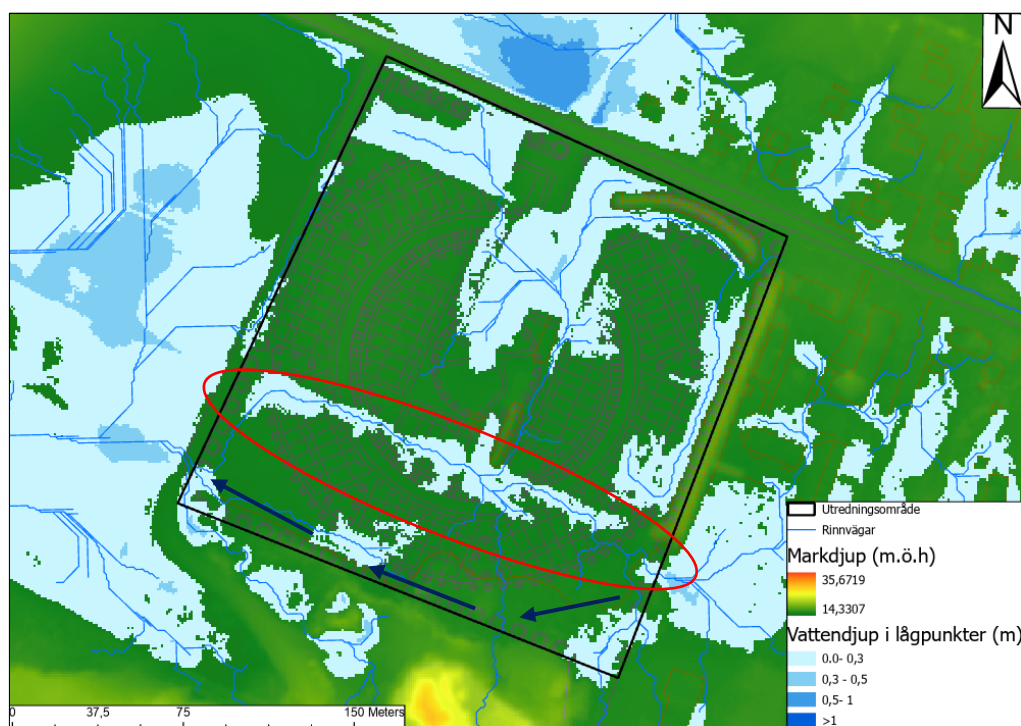 N
Utredningsområde
Rinnvägar
Markdjup (m.ö.h)
35,6719
14,3307
Vattendjup i lågpunkter (m)
0.0- 0,3
0,3 - 0,5
0,5- 1
>1
0 37,5 75 150 Meters